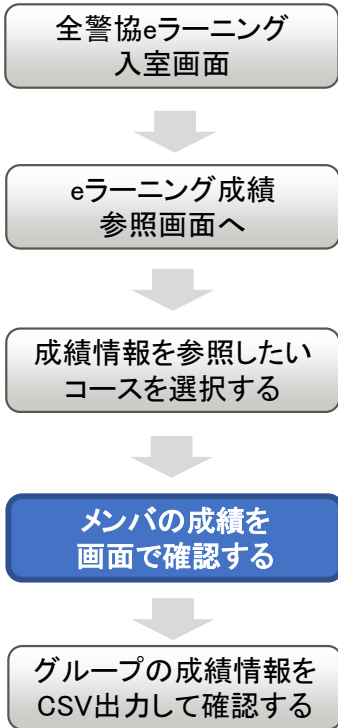 全警協eラーニング
入室画面
eラーニング成績
参照画面へ
成績情報を参照したい
コースを選択する
メンバの成績を
画面で確認する
グループの成績情報を
CSV出力して確認する